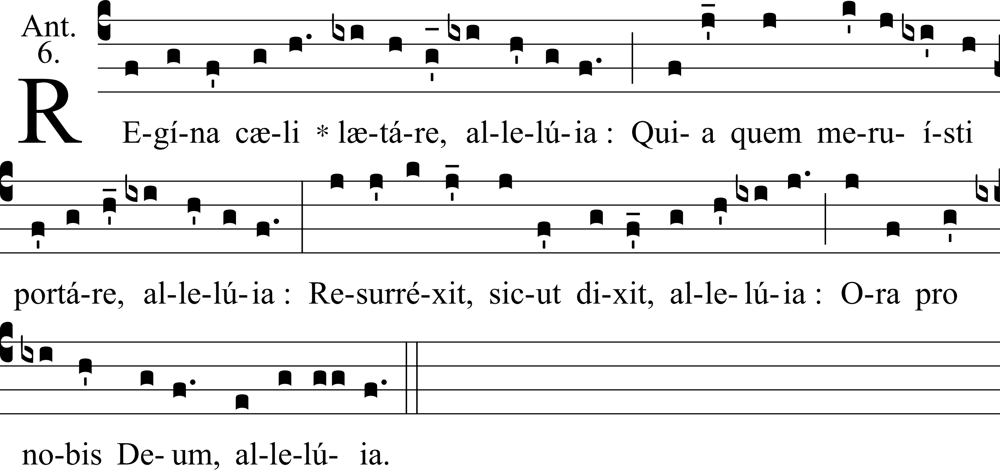 Ant.
6.
RE-gí-na cæ-li * læ-tá-re, al-le-lú-ia : Qui- a quem me-ru- í-sti
portá-re, al-le-lú-ia : Re-surré-xit, sic-ut di-xit, al-le-lú-ia : O-ra pro
no-bis De-um, al-le-lú- ia.